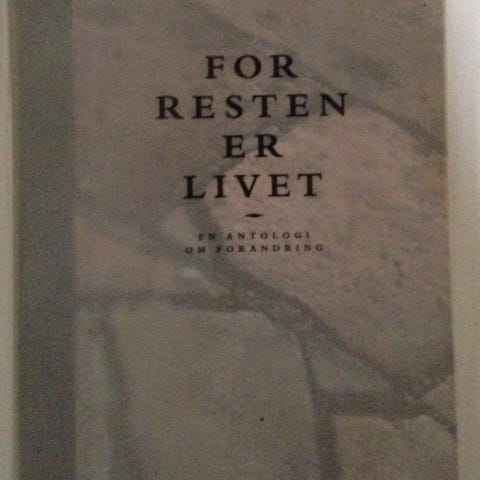 FOR
RESTEN
ER
LIVET
EN ANTOLOGI
OM FORANDRING